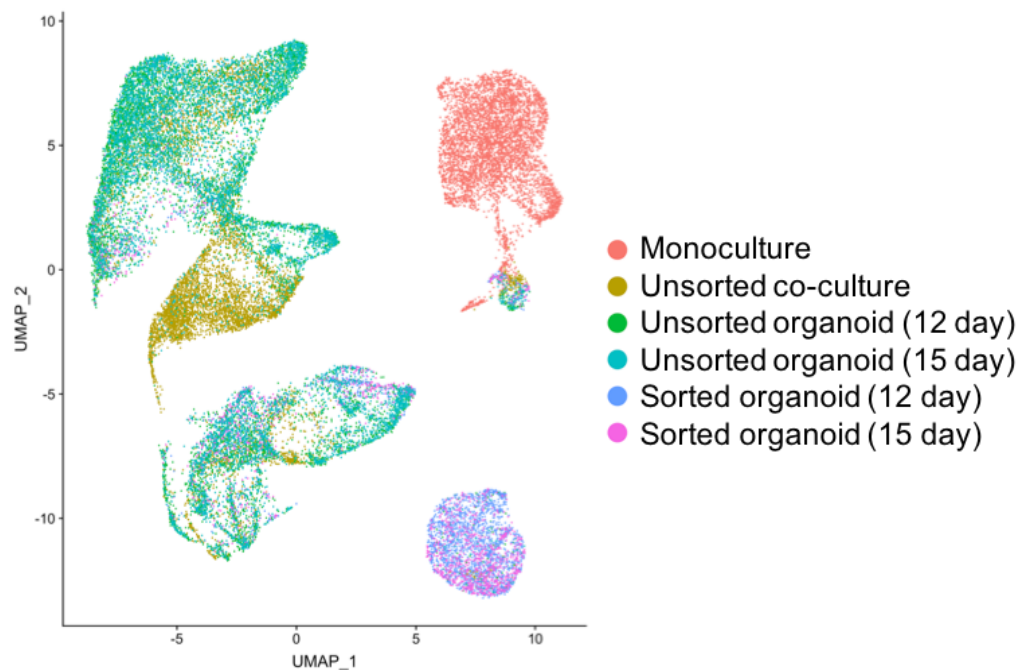 10
5
0
-5
-10
UMAP_2
-5
0
5
10
UMAP_1
Monoculture
Unsorted co-culture
Unsorted organoid (12 day)
Unsorted organoid (15 day)
Sorted organoid (12 day)
Sorted organoid (15 day)